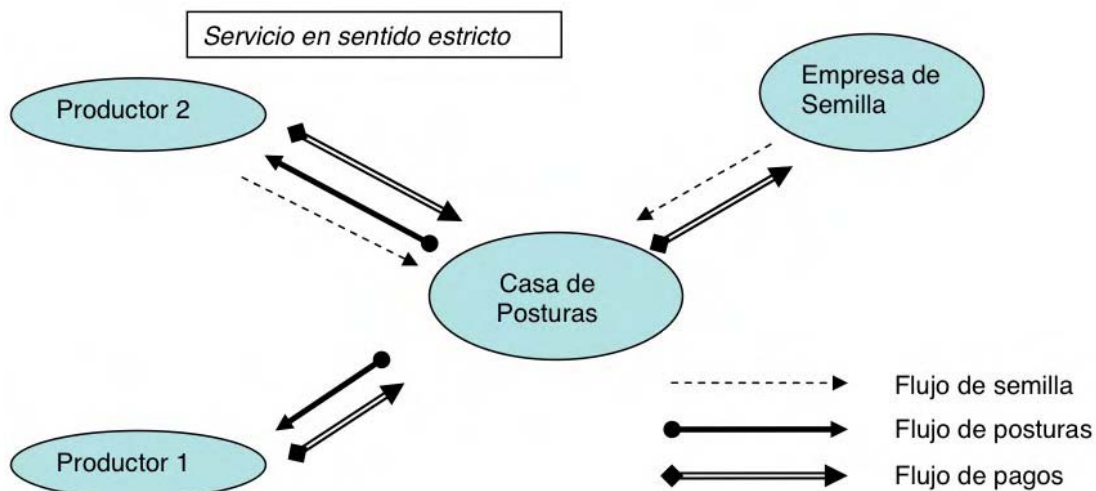 Servicio en sentido estricto
Productor 2
Empresa de
Semilla
Casa de
Posturas
Productor 1
Flujo de semilla
Flujo de posturas
Flujo de pagos